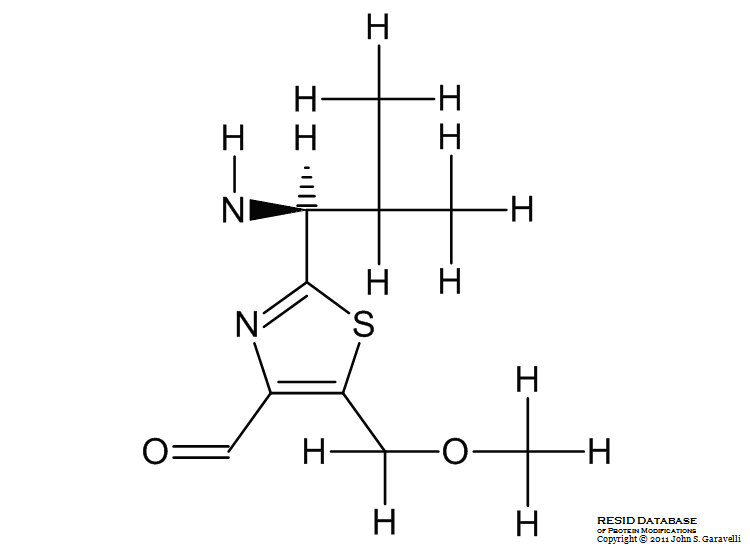 H
H H
H H H
N H
H H
N S
H
O H O H
H H
RESID DATABASE
OF PROTEIN MODIFICATIONS
Copyright © 2011 John S. Garavelli